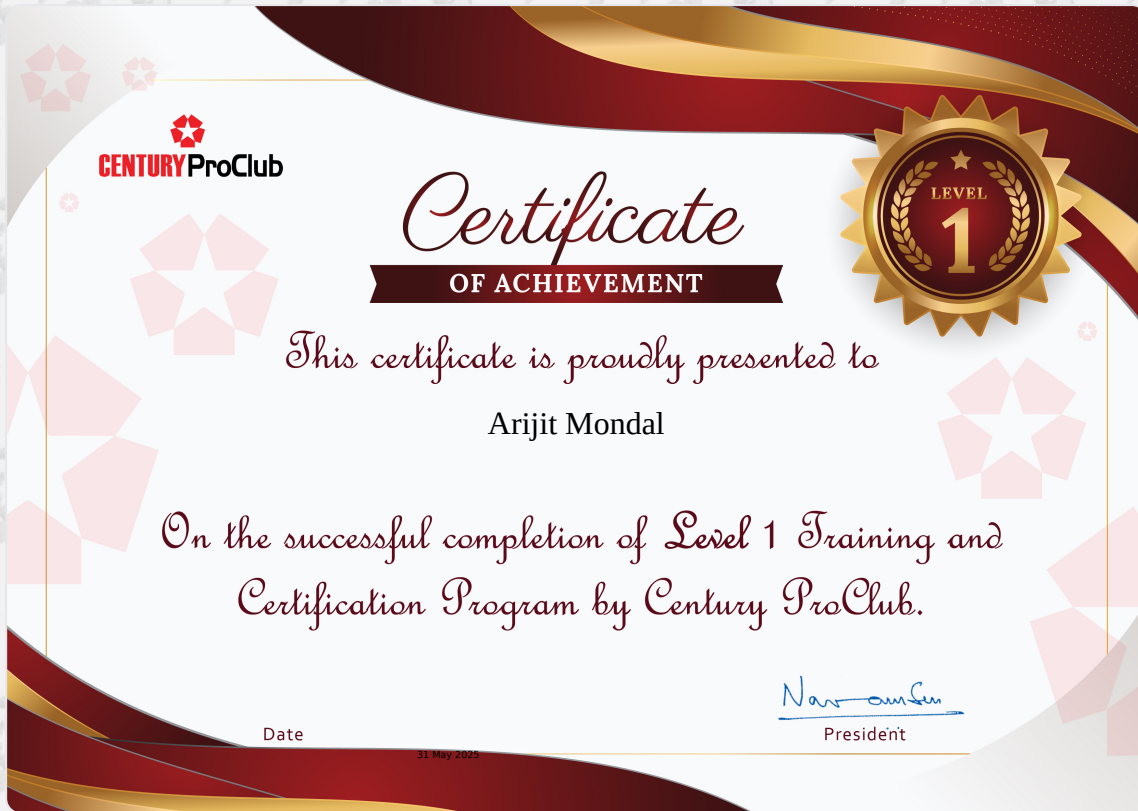 CENTURY ProClub
LEVEL
1
Certificate
OF ACHIEVEMENT
This certificate is proudly presented to
Arijit Mondal
On the successful completion of Level 1 Training and
Certification Program by Century ProClub.
Date
President
31 May 2025